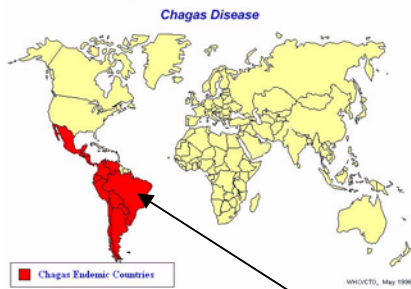 Chagas Disease
Chagas Endemic Countries
WHO/CTD, May 1996